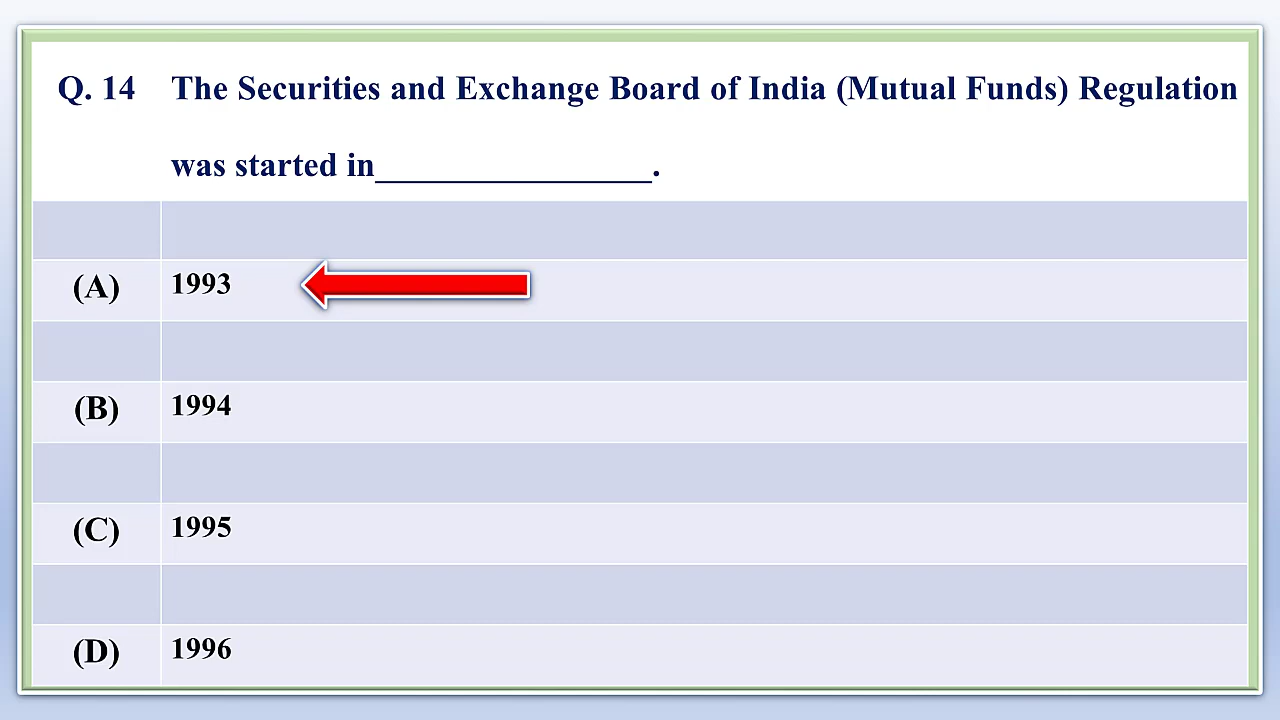 Q. 14 The Securities and Exchange Board of India (Mutual Funds) Regulation
was started in________________.
(A) 1993
(B) 1994
(C) 1995
(D) 1996